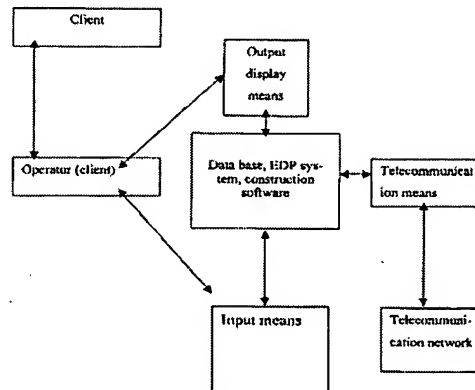 Client
Output
display
means
Operator (client)
Data base, EDP sys-
tem, construction
software
Telecommunicat
ion means
Input means
Telecommuni-
cation network